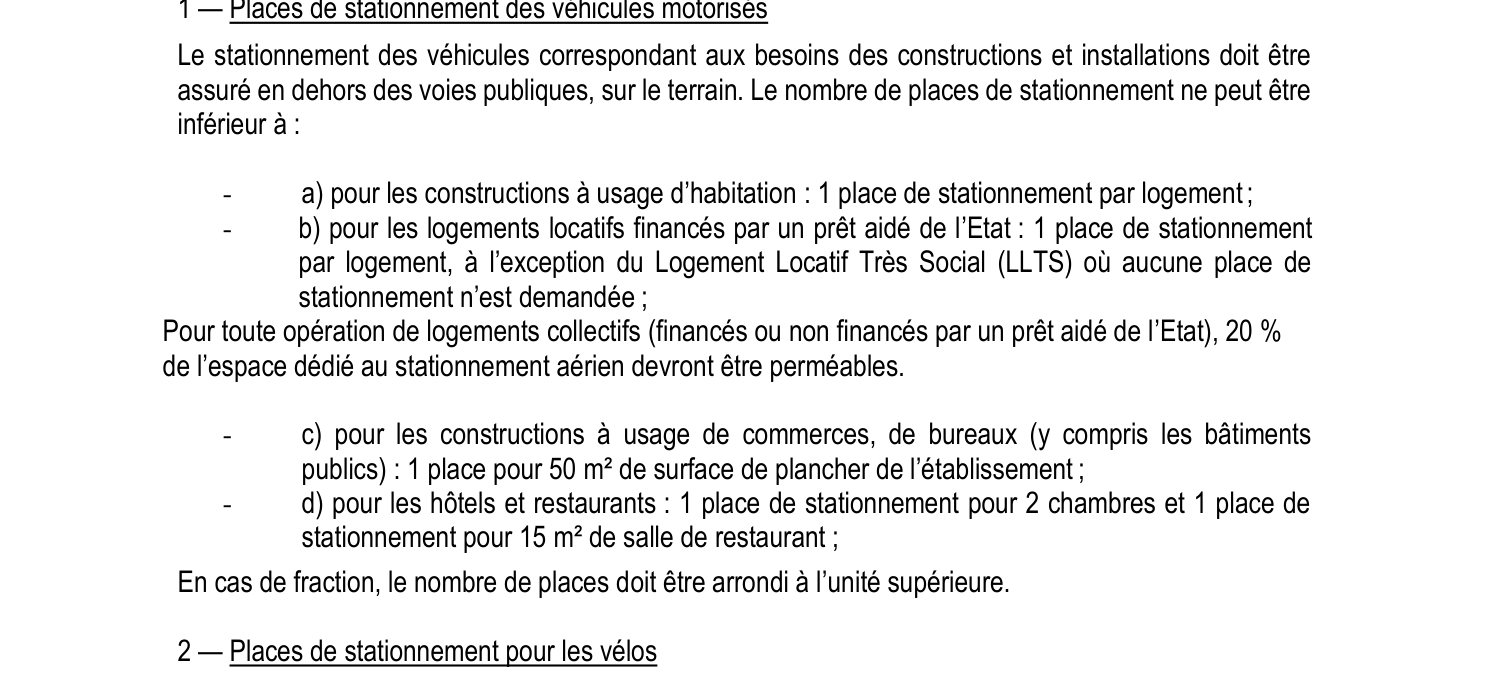 1 — Places de stationnement des véhicules motorisés
Le stationnement des véhicules correspondant aux besoins des constructions et installations doit être
assuré en dehors des voies publiques, sur le terrain. Le nombre de places de stationnement ne peut être
inférieur à :
- a) pour les constructions à usage d’habitation : 1 place de stationnement par logement ;
- b) pour les logements locatifs financés par un prêt aidé de l’Etat : 1 place de stationnement
par logement, à l’exception du Logement Locatif Très Social (LLTS) où aucune place de
stationnement n’est demandée ;
Pour toute opération de logements collectifs (financés ou non financés par un prêt aidé de l’Etat), 20 %
de l’espace dédié au stationnement aérien devront être perméables.
- c) pour les constructions à usage de commerces, de bureaux (y compris les bâtiments
publics) : 1 place pour 50 m² de surface de plancher de l’établissement ;
- d) pour les hôtels et restaurants : 1 place de stationnement pour 2 chambres et 1 place de
stationnement pour 15 m² de salle de restaurant ;
En cas de fraction, le nombre de places doit être arrondi à l’unité supérieure.
2 — Places de stationnement pour les vélos